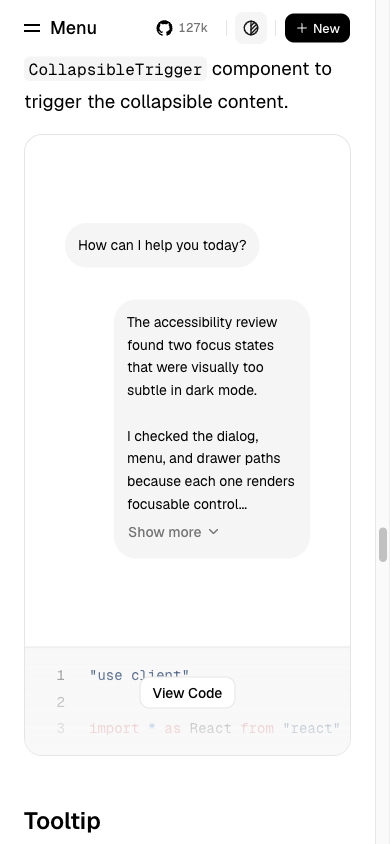 Menu
127k
New
CollapsibleTrigger component to
trigger the collapsible content.
How can I help you today?
The accessibility review
found two focus states
that were visually too
subtle in dark mode.
I checked the dialog,
menu, and drawer paths
because each one renders
focusable control...
Show more
1 "use client"
View Code
2
3 import * as React from "react"
Tooltip